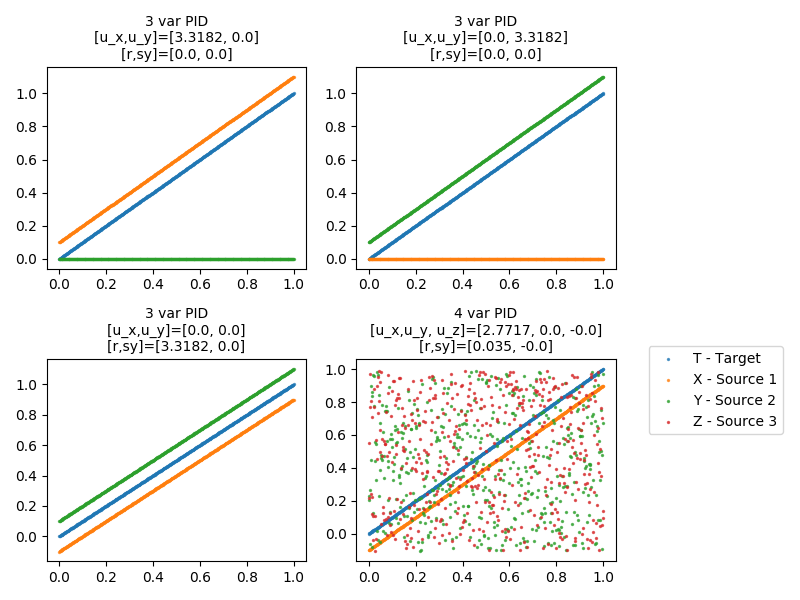 3 var PID
[u_x,u_y]=[3.3182, 0.0]
[r,sy]=[0.0, 0.0]
1.0
0.8
0.6
0.4
0.2
0.0
0.0 0.2 0.4 0.6 0.8 1.0
3 var PID
[u_x,u_y]=[0.0, 3.3182]
[r,sy]=[0.0, 0.0]
1.0
0.8
0.6
0.4
0.2
0.0
0.0 0.2 0.4 0.6 0.8 1.0
3 var PID
[u_x,u_y]=[0.0, 0.0]
[r,sy]=[3.3182, 0.0]
1.0
0.8
0.6
0.4
0.2
0.0
0.0 0.2 0.4 0.6 0.8 1.0
4 var PID
[u_x,u_y, u_z]=[2.7717, 0.0, -0.0]
[r,sy]=[0.035, -0.0]
1.0
0.8
0.6
0.4
0.2
0.0
0.0 0.2 0.4 0.6 0.8 1.0
T - Target
X - Source 1
Y - Source 2
Z - Source 3